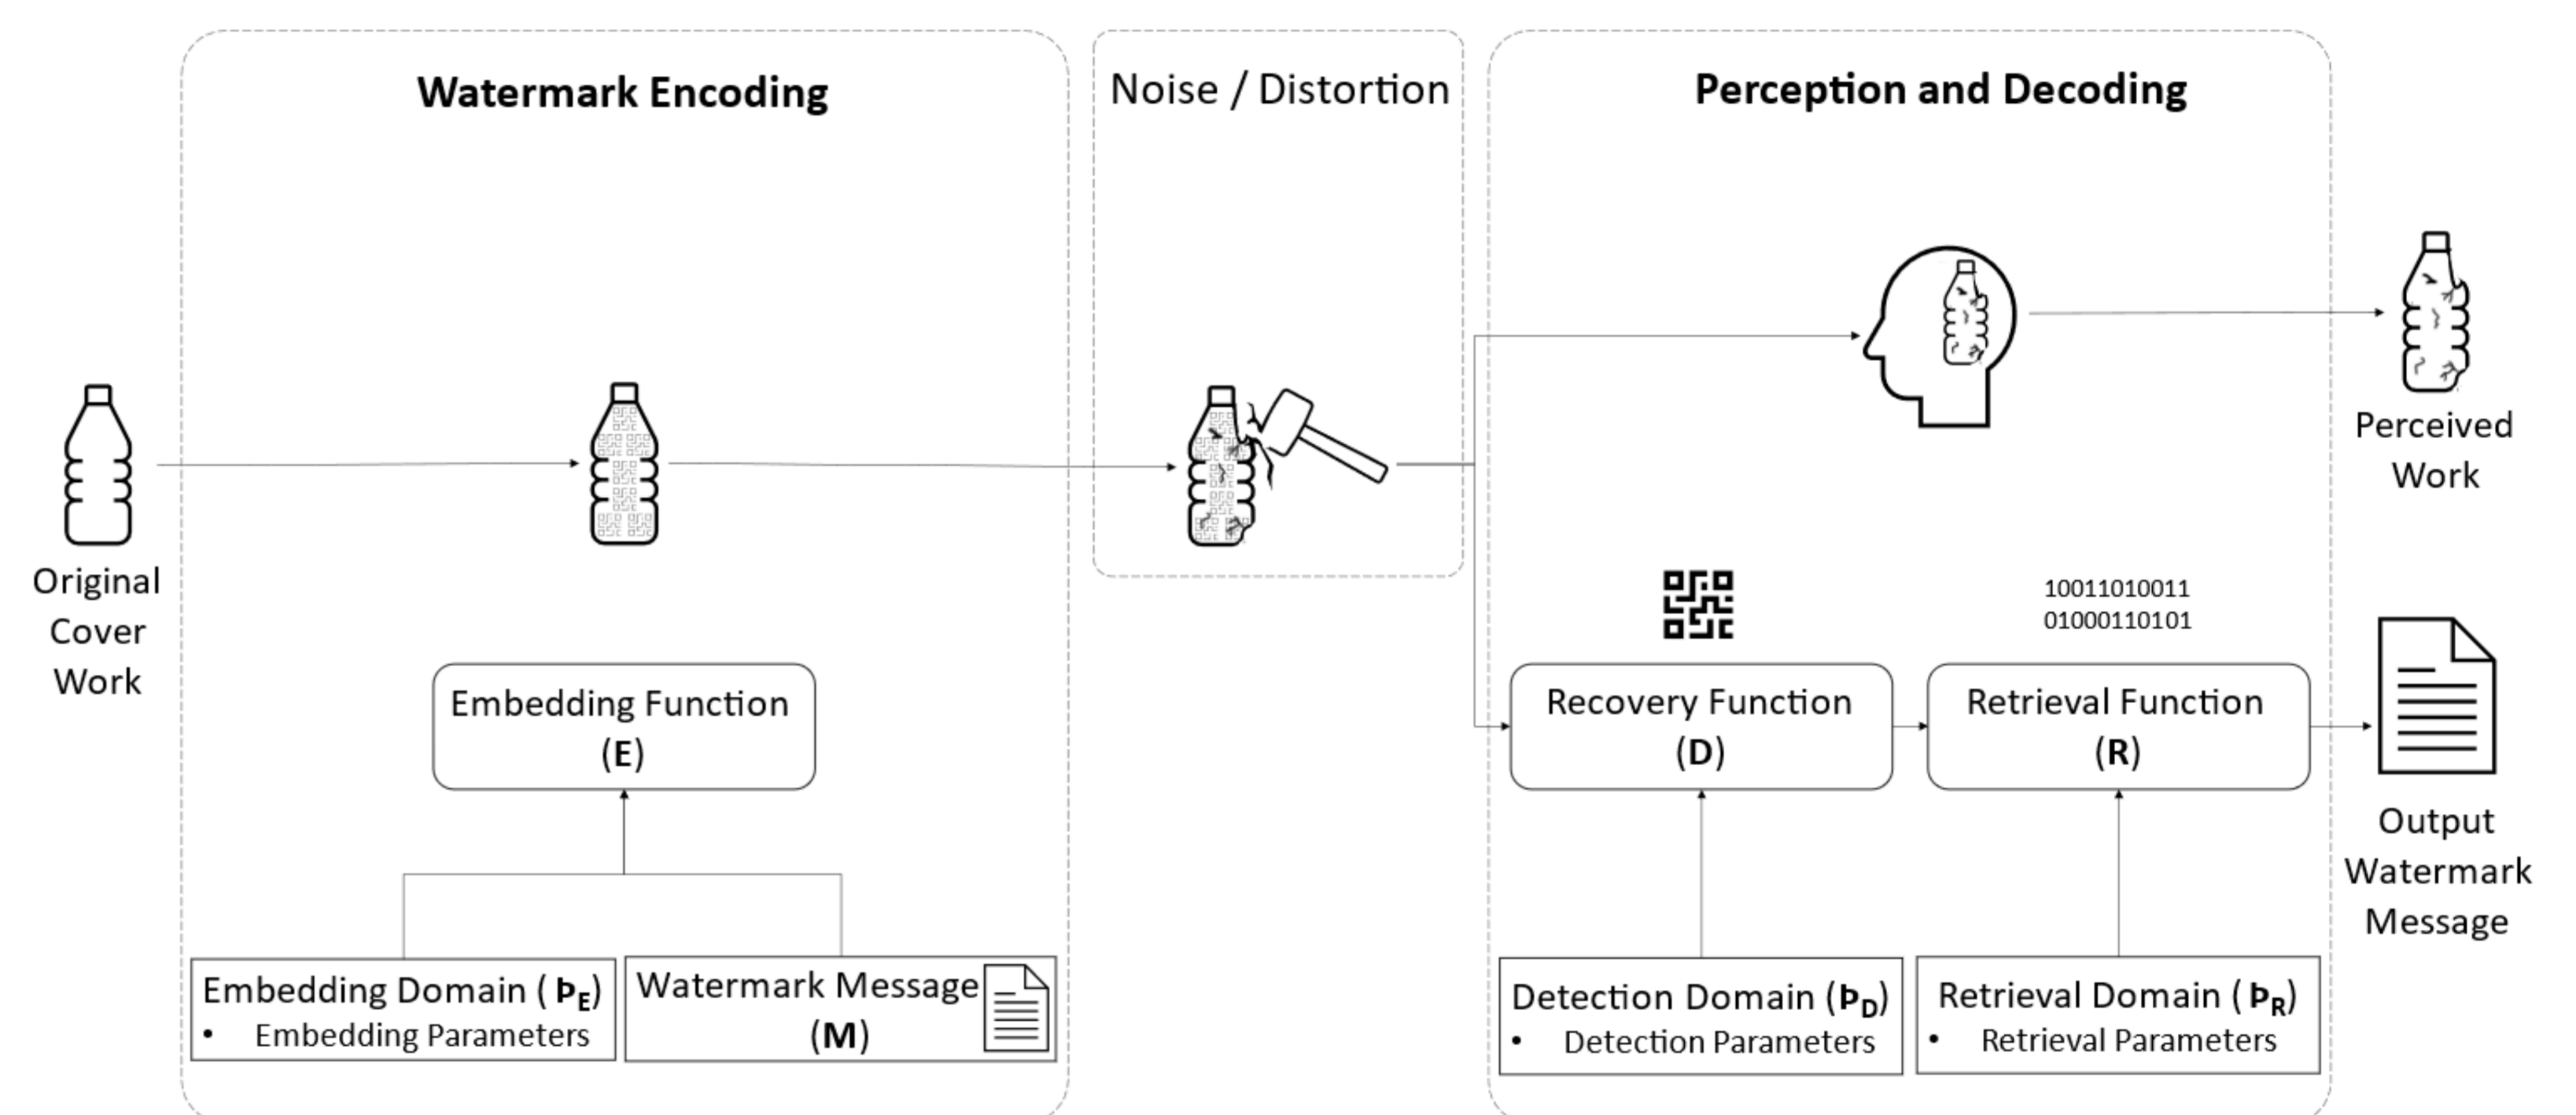 Watermark Encoding
Noise / Distortion
Perception and Decoding
Original
Cover
Work
Perceived
Work
10011010011
01000110101
Embedding Function
(E)
Recovery Function
(D)
Retrieval Function
(R)
Output
Watermark
Message
Embedding Domain ( ÞE)
• Embedding Parameters
Watermark Message
(M)
Detection Domain (ÞD)
• Detection Parameters
Retrieval Domain ( ÞR)
• Retrieval Parameters